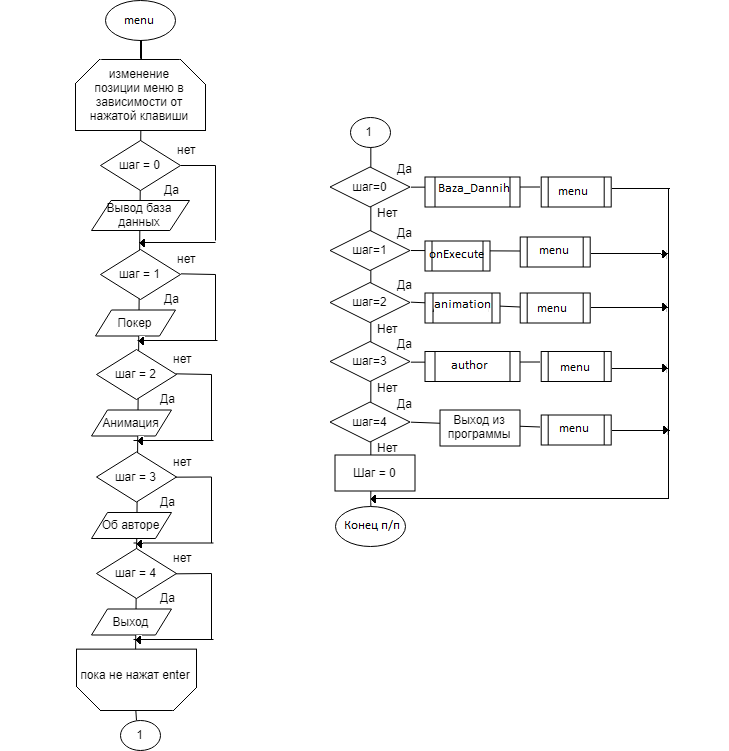 menu
изменение
позиции меню в
зависимости от
нажатой клавиши
шаг = 0
нет
Да
Вывод база
данных
шаг = 1
нет
Да
Покер
шаг = 2
нет
Да
Анимация
шаг = 3
нет
Да
Об авторе
шаг = 4
нет
Да
Выход
пока не нажат enter
1
1
шаг=0
Да
Baza_Dannih
menu
Нет
шаг=1
Да
onExecute
menu
шаг=2
Да
animation
menu
Нет
шаг=3
Да
author
menu
Нет
шаг=4
Да
Выход из
программы
menu
Нет
Шаг = 0
Конец п/п